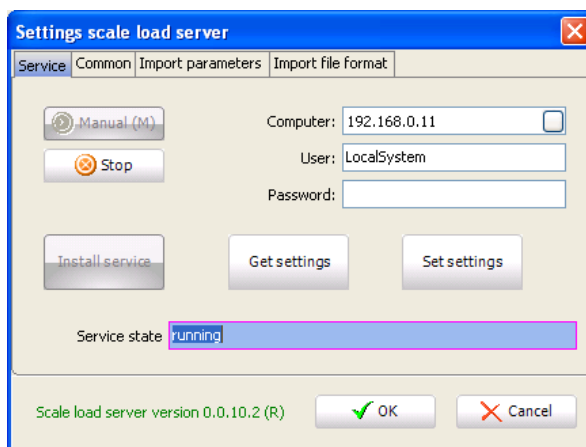 Settings scale load server
Service Common Import parameters Import file format
Manual (M)
Computer: 192.168.0.11
Stop
User: LocalSystem
Password:
Install service Get settings Set settings
Service state running
Scale load server version 0.0.10.2 (R) OK Cancel